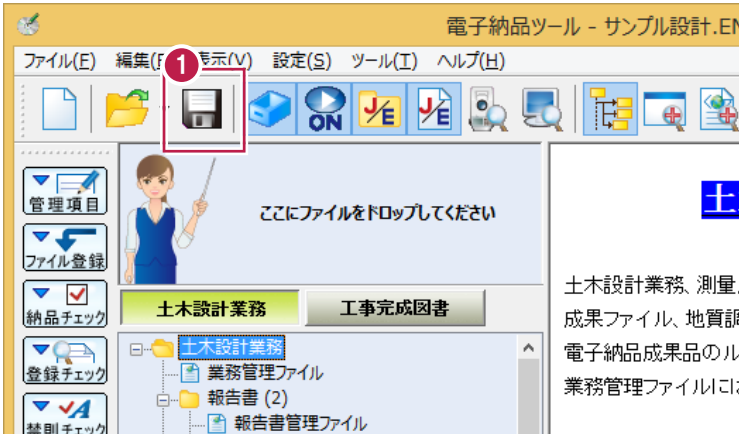 電子納品ツール - サンプル設計.EN
ファイル(E) 編集(E) 表示(V) 設定(S) ツール(T) ヘルプ(H)
1
ON
J/E
J/E
管理項目
ファイル登録
納品チェック
登録チェック
禁則チェック
ここにファイルをドロップしてください
土木設計業務 工事完成図書
土木設計業務
業務管理ファイル
報告書 (2)
報告書管理ファイル
土
土木設計業務、測量
成果ファイル、地質調
電子納品成果品のル
業務管理ファイルには